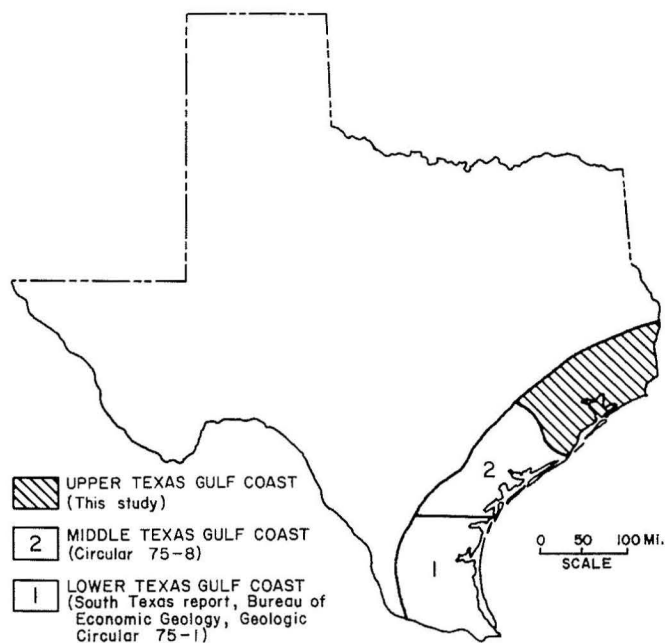 2
1
UPPER TEXAS GULF COAST
(This study)
2 MIDDLE TEXAS GULF COAST
(Circular 75-8)
1 LOWER TEXAS GULF COAST
(South Texas report, Bureau of
Economic Geology, Geologic
Circular 75-1)
0 50 100 Mi.
SCALE